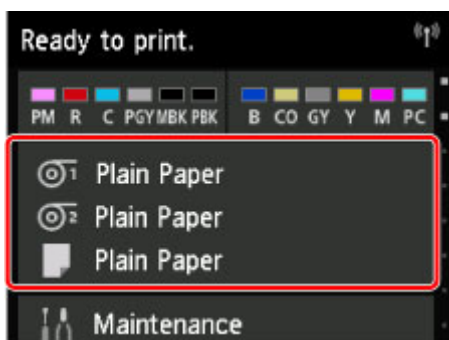 Ready to print.
PM R C PGY MBK PBK B CO GY Y M PC
1 Plain Paper
2 Plain Paper
Plain Paper
Maintenance